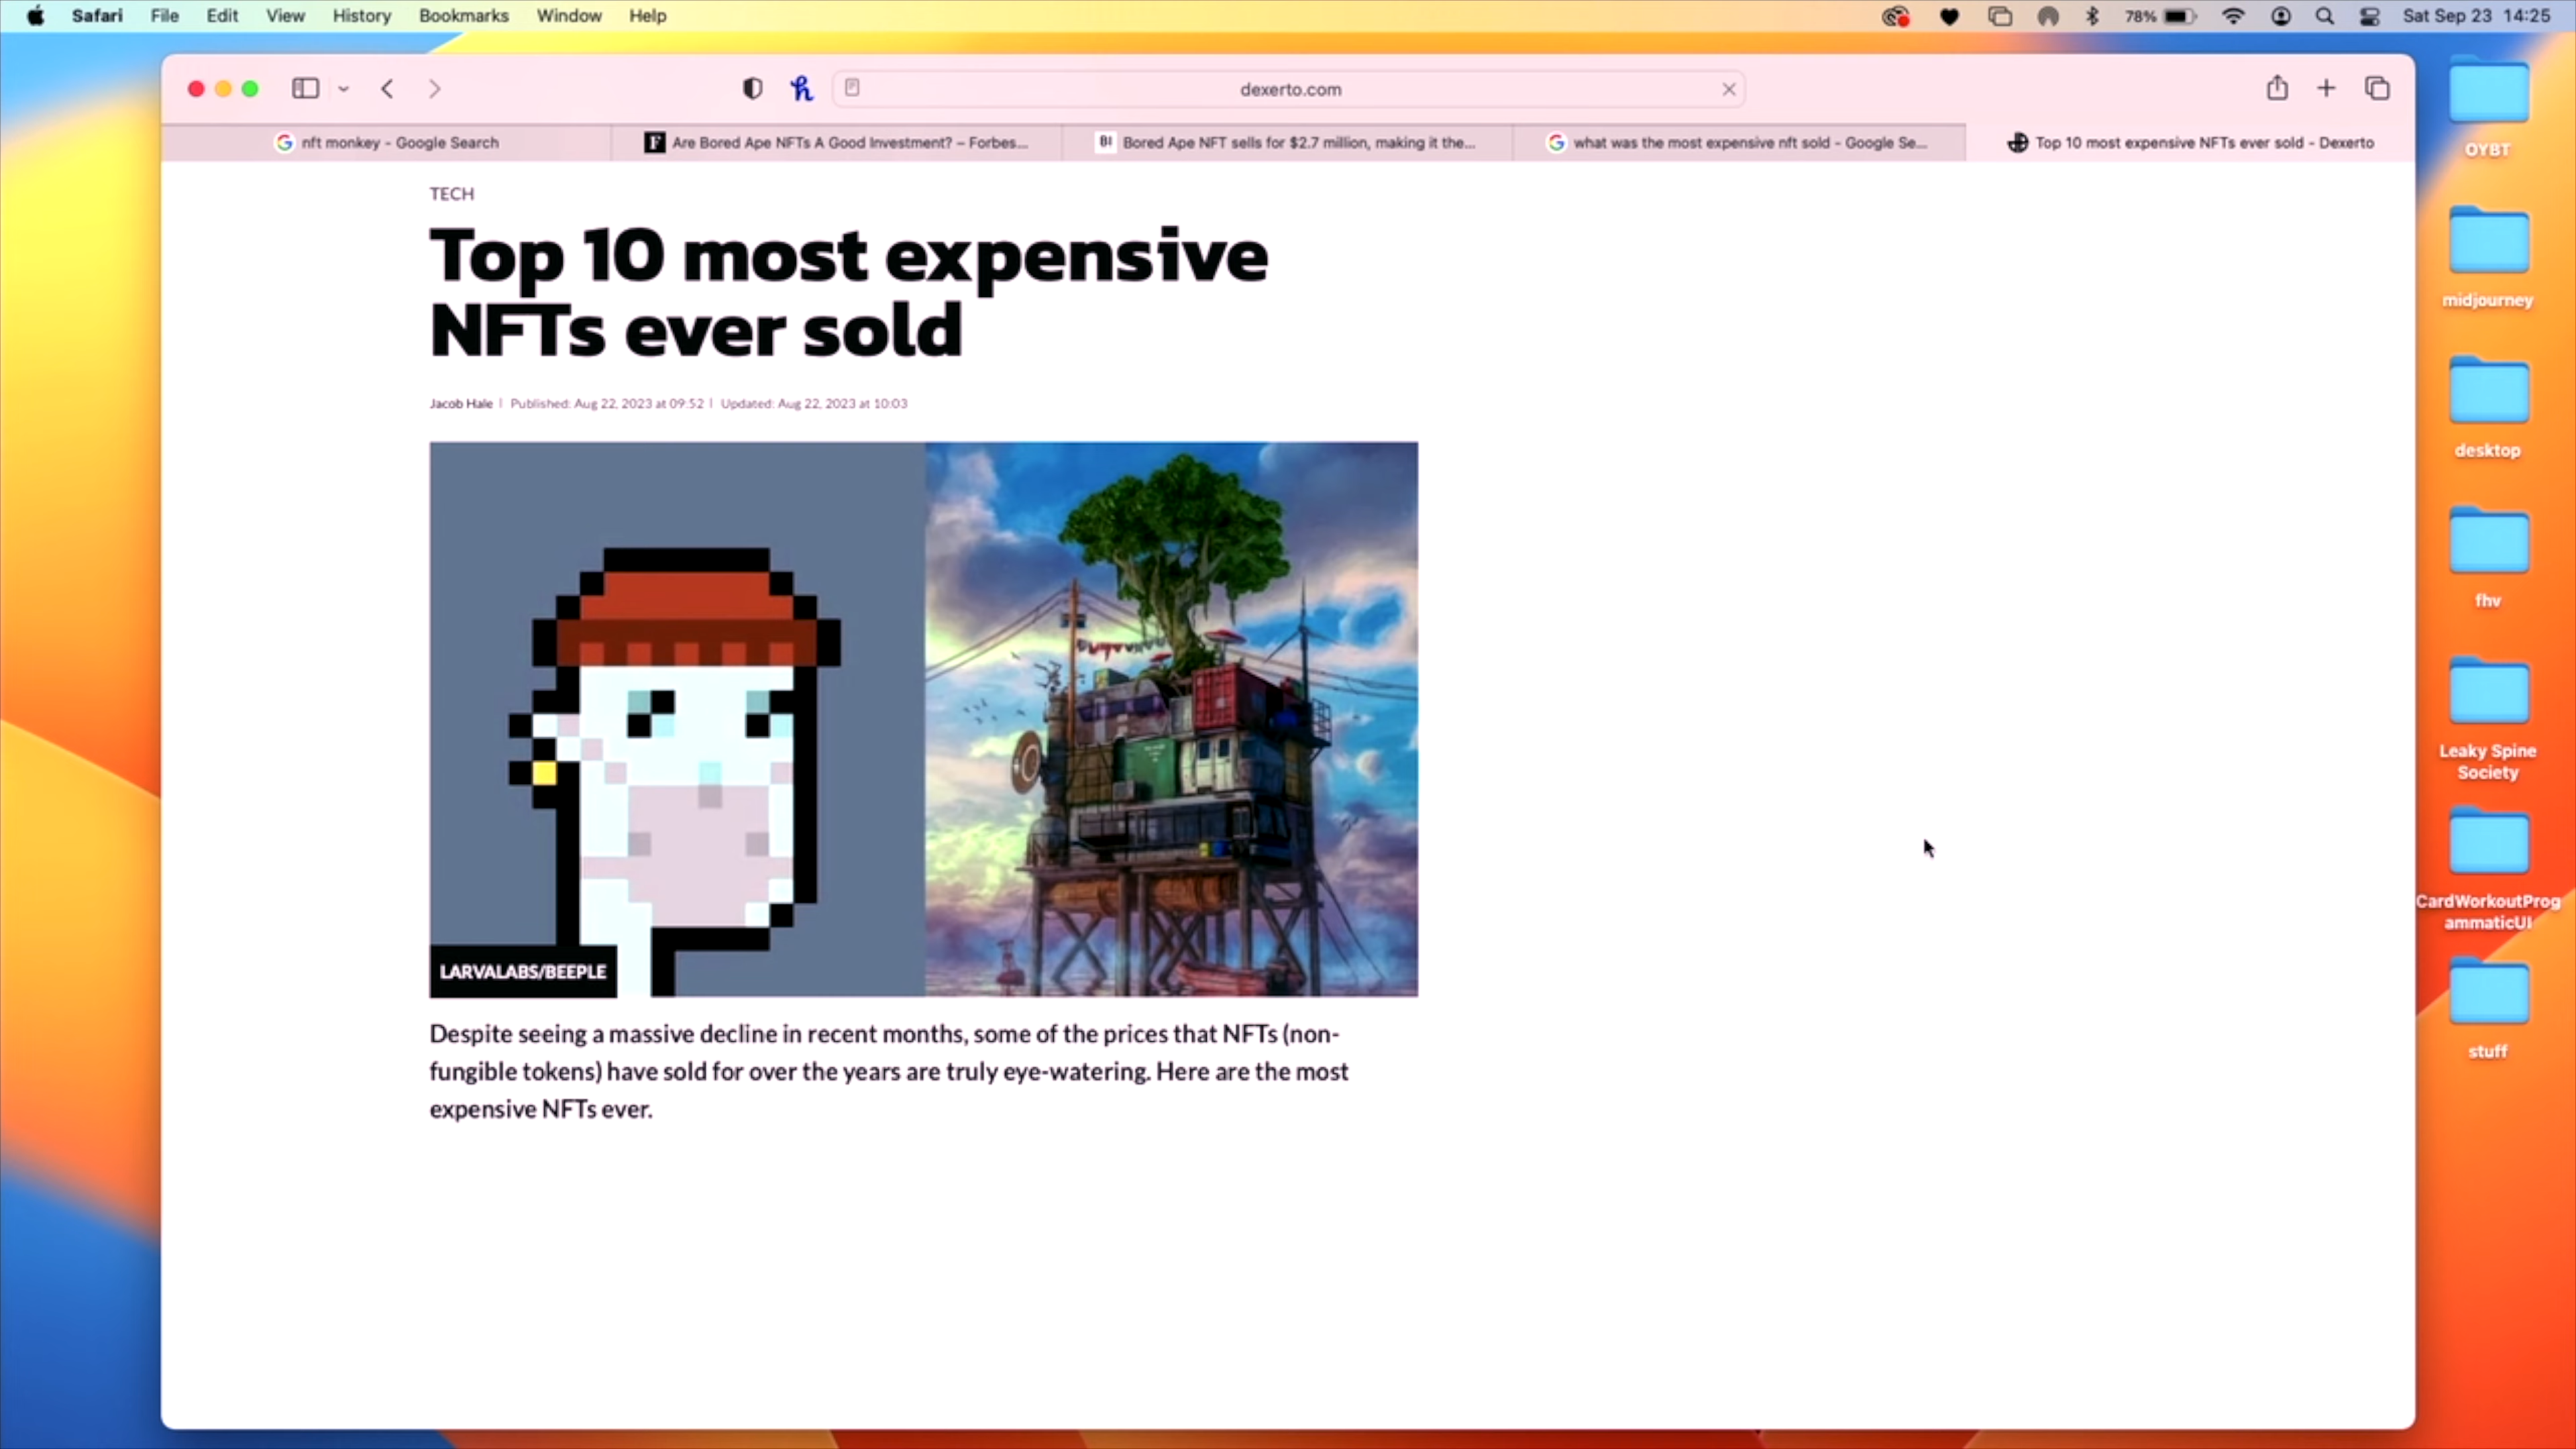 Safari File Edit View History Bookmarks Window Help 78% Sat Sep 23 14:25
dexerto.com
nft monkey - Google Search
Are Bored Ape NFTs A Good Investment? – Forbes...
BI Bored Ape NFT sells for $2.7 million, making it the...
what was the most expensive nft sold - Google Se...
Top 10 most expensive NFTs ever sold - Dexerto
TECH
Top 10 most expensive
NFTs ever sold
Jacob Hale | Published: Aug 22, 2023 at 09:52 | Updated: Aug 22, 2023 at 10:03
LARVALABS/BEEPLE
Despite seeing a massive decline in recent months, some of the prices that NFTs (non-
fungible tokens) have sold for over the years are truly eye-watering. Here are the most
expensive NFTs ever.
OYBT
midjourney
desktop
fhv
Leaky Spine
Society
CardWorkoutProg
ammaticUI
stuff